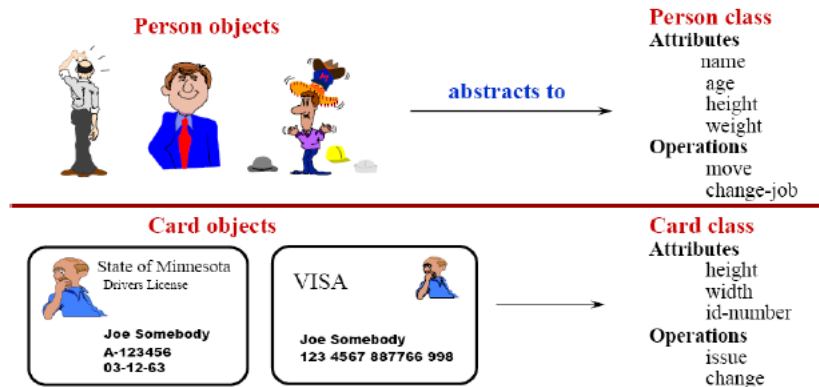 Person objects
abstracts to
Person class
Attributes
name
age
height
weight
Operations
move
change-job
Card objects
State of Minnesota
Drivers License
Joe Somebody
A-123456
03-12-63
VISA
Joe Somebody
123 4567 887766 998
Card class
Attributes
height
width
id-number
Operations
issue
change